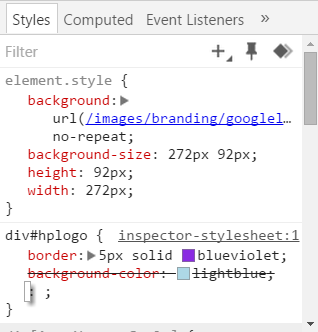 Styles Computed Event Listeners »
Filter
element.style {
background:▶
url(/images/branding/googlel…
no-repeat;
background-size: 272px 92px;
height: 92px;
width: 272px;
}
div#hplogo { inspector-stylesheet:1
border:▶5px solid blueviolet;
background-color: lightblue;
: ;
}